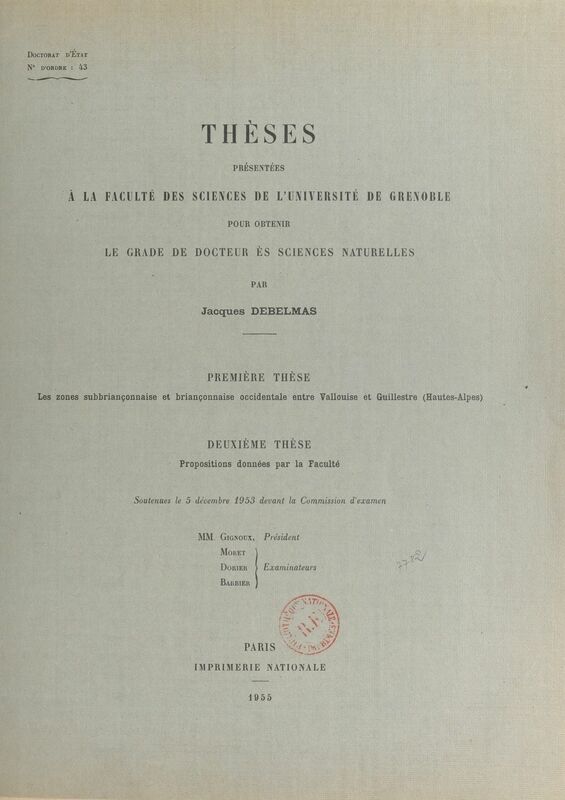 Doctorat d'État
N° d'ordre : 43
THÈSES
PRÉSENTÉES
À LA FACULTÉ DES SCIENCES DE L'UNIVERSITÉ DE GRENOBLE
POUR OBTENIR
LE GRADE DE DOCTEUR ÈS SCIENCES NATURELLES
PAR
Jacques DEBELMAS
PREMIÈRE THÈSE
Les zones subbriançonnaise et briançonnaise occidentale entre Vallouise et Guillestre (Hautes-Alpes)
DEUXIÈME THÈSE
Propositions données par la Faculté
Soutenues le 5 décembre 1953 devant la Commission d'examen
MM. Gignoux, Président
Moret
Dorier Examinateurs
Barbier
R.F.
PARIS
IMPRIMERIE NATIONALE
1955